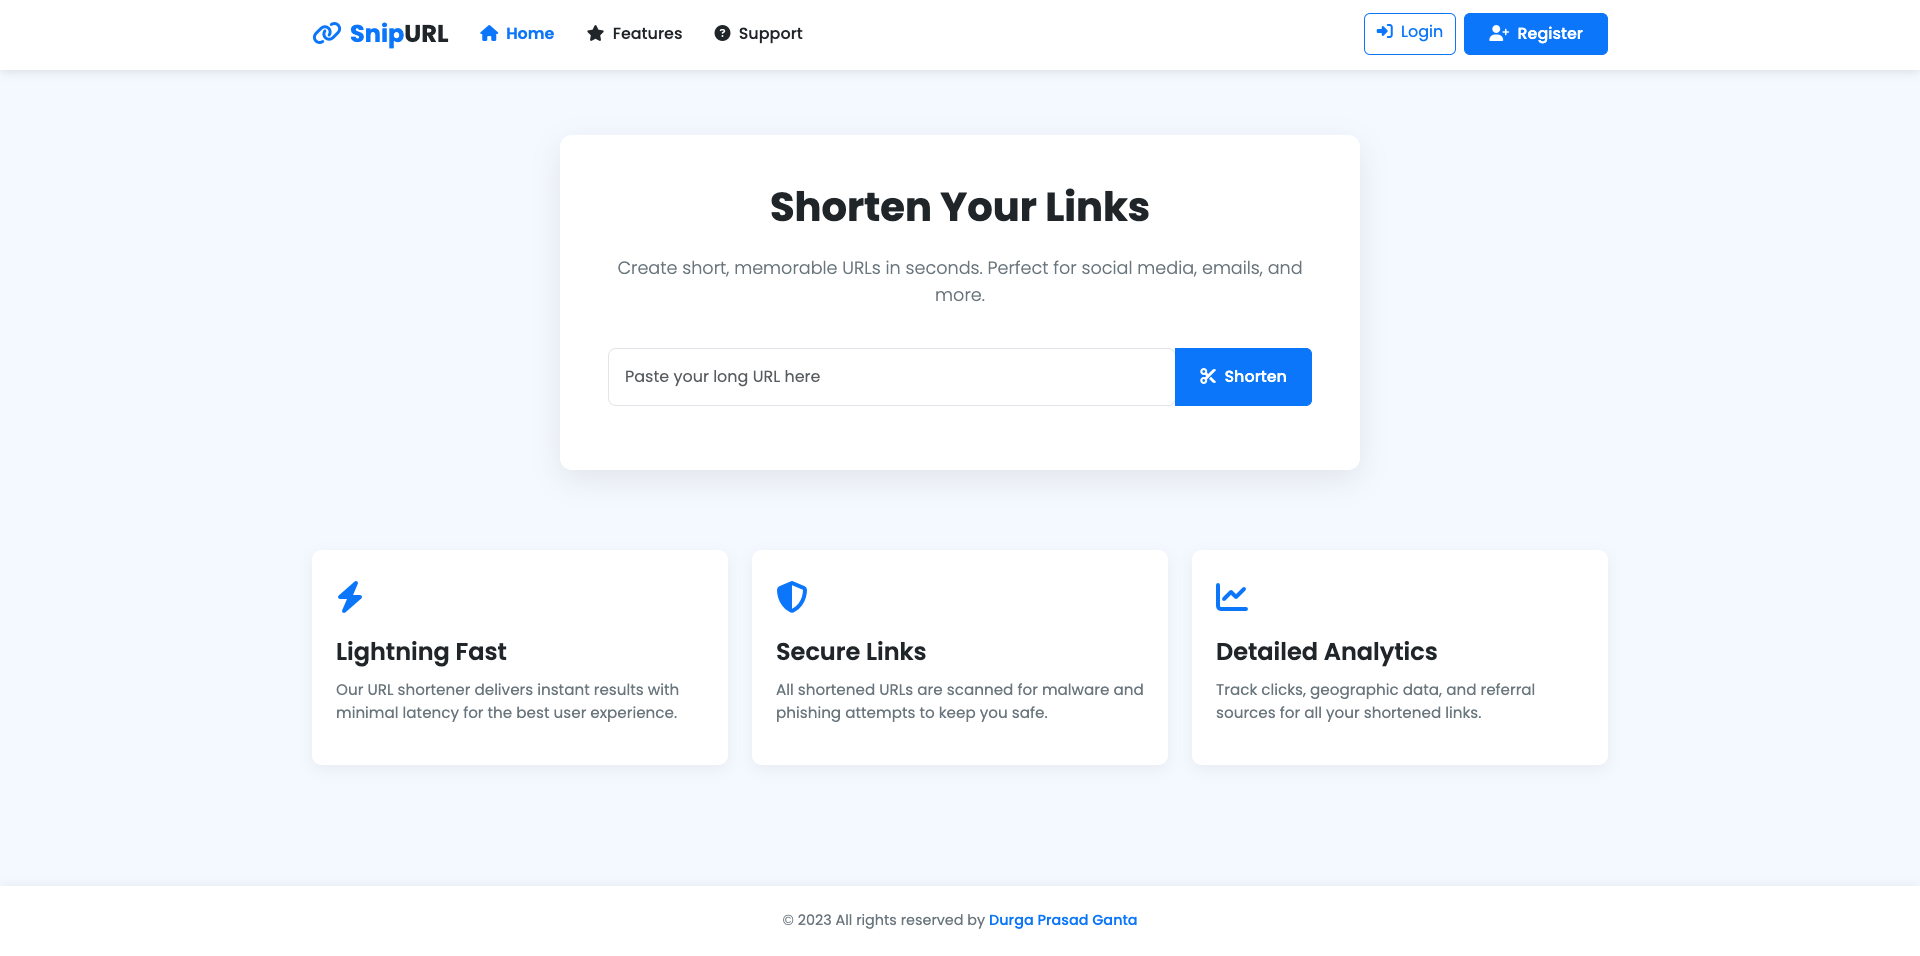 SnipURL
Home
Features
Support
Login
Register
Shorten Your Links
Create short, memorable URLs in seconds. Perfect for social media, emails, and
more.
Paste your long URL here
Shorten
Lightning Fast
Our URL shortener delivers instant results with
minimal latency for the best user experience.
Secure Links
All shortened URLs are scanned for malware and
phishing attempts to keep you safe.
Detailed Analytics
Track clicks, geographic data, and referral
sources for all your shortened links.
© 2023 All rights reserved by Durga Prasad Ganta